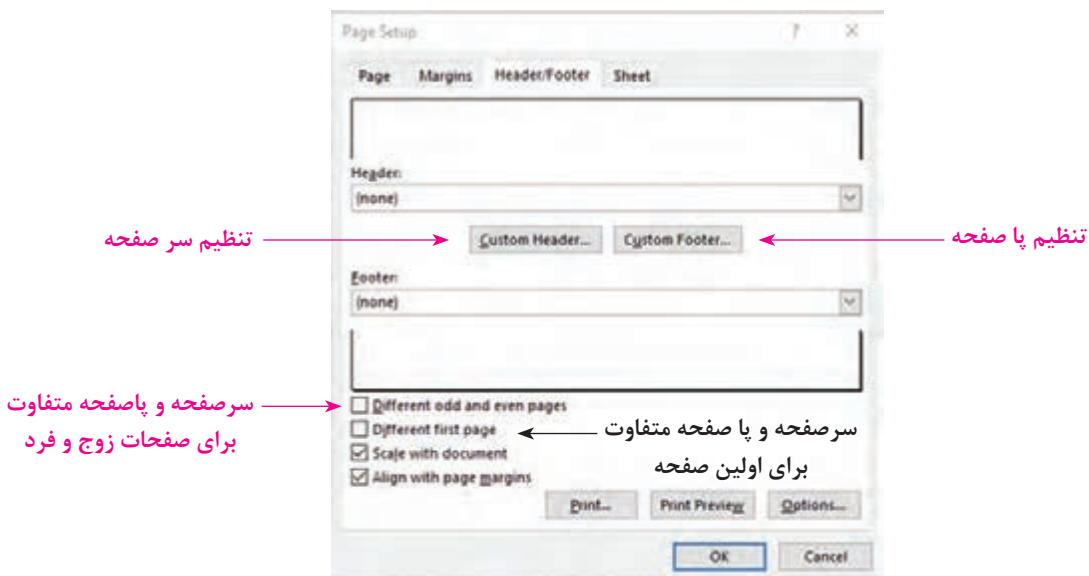 Page Setup ? ×
Page Margins Header/Footer Sheet
Header:
(none)
تنظیم سر صفحه
Custom Header... Custom Footer...
تنظیم پا صفحه
Footer:
(none)
سرصفحه و پاصفحه متفاوت
برای صفحات زوج و فرد
Different odd and even pages
Different first page
سرصفحه و پا صفحه متفاوت
برای اولین صفحه
Scale with document
Align with page margins
Print... Print Preview Options...
OK Cancel